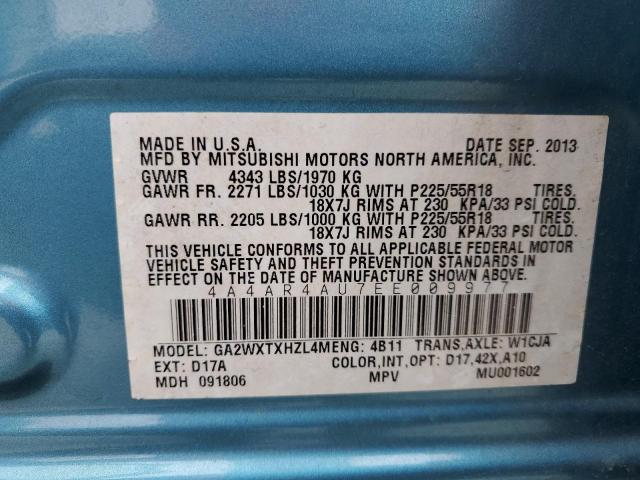 MADE IN U.S.A. DATE SEP. 2013
MFD BY MITSUBISHI MOTORS NORTH AMERICA, INC.
GVWR 4343 LBS/1970 KG
GAWR FR. 2271 LBS/1030 KG WITH P225/55R18 TIRES.
18X7J RIMS AT 230 KPA/33 PSI COLD.
GAWR RR. 2205 LBS/1000 KG WITH P225/55R18 TIRES.
18X7J RIMS AT 230 KPA/33 PSI COLD.
THIS VEHICLE CONFORMS TO ALL APPLICABLE FEDERAL MOTOR
VEHICLE SAFETY AND THEFT PREVENTION STANDARDS IN
EFFECT ON THE DATE OF MANUFACTURE SHOWN ABOVE.
4A4AR4AU7EE009977
MODEL: GA2WXTXHZL4MENG: 4B11 TRANS,AXLE: W1CJA
EXT: D17A COLOR,INT,OPT: D17,42X,A10
MDH 091806 MPV MU001602